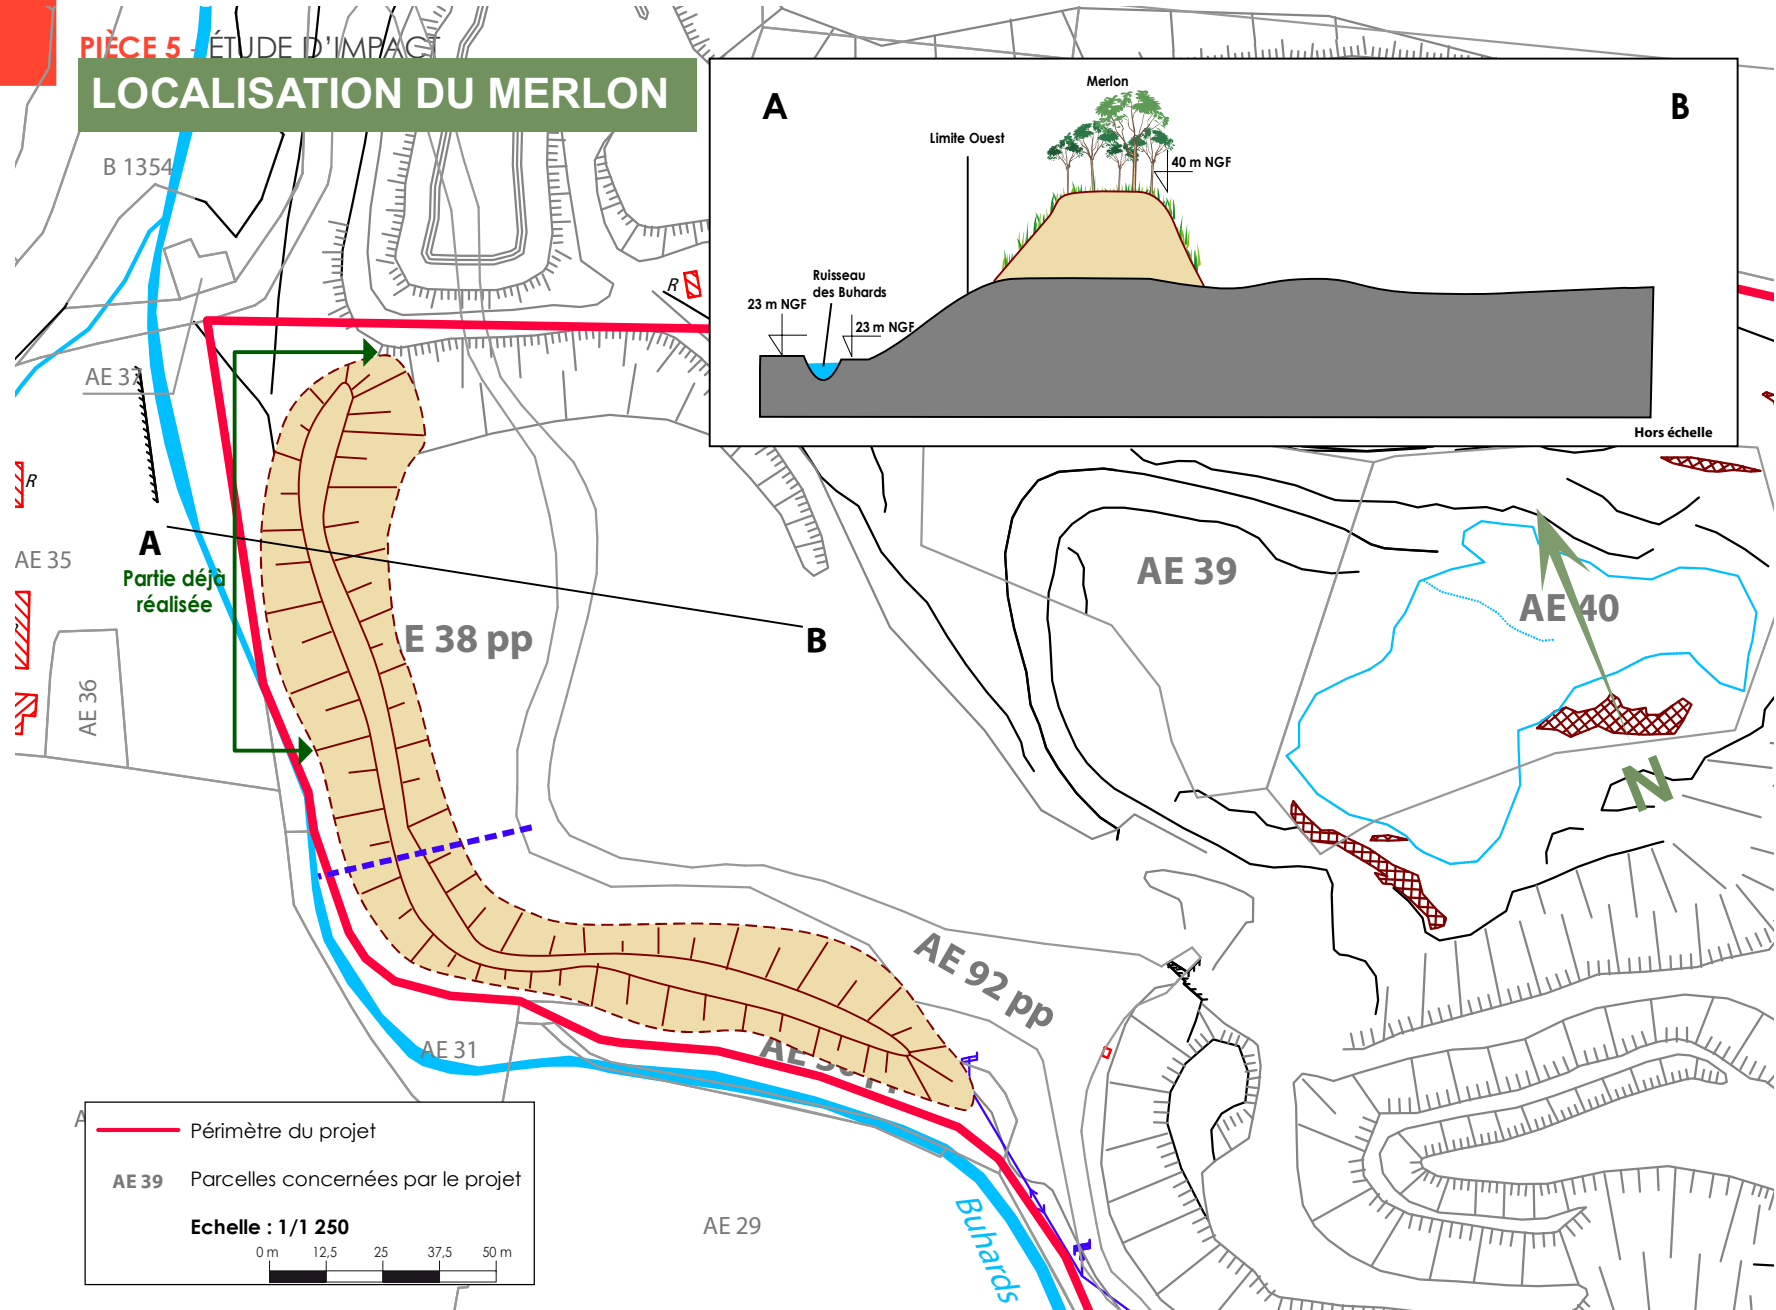 PIÈCE 5 - ÉTUDE D'IMPACT
LOCALISATION DU MERLON
A
B
Merlon
Limite Ouest
40 m NGF
Ruisseau
des Buhards
23 m NGF
23 m NGF
Hors échelle
B 1354
R
AE 37
R
A
AE 35
Partie déjà
réalisée
E 38 pp
B
AE 36
AE 39
AE 40
N
AE 92 pp
AE 31
AE 29
Buhards
Périmètre du projet
AE 39 Parcelles concernées par le projet
Echelle : 1/1 250
0 m 12,5 25 37,5 50 m